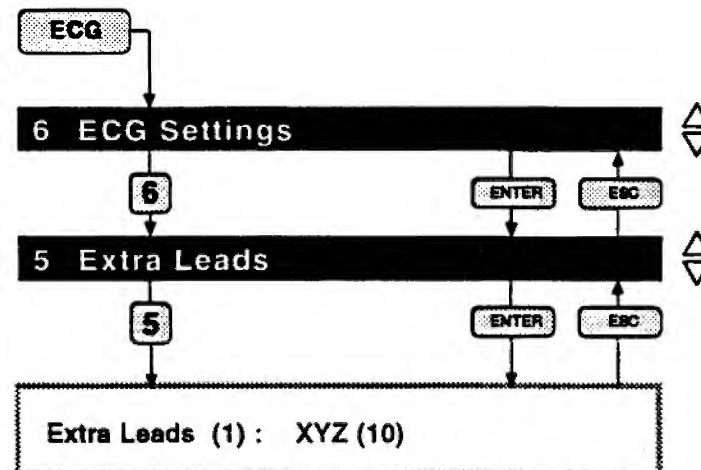 ECG
6 ECG Settings
6 ENTER ESC
5 Extra Leads
5 ENTER ESC
Extra Leads (1) : XYZ (10)